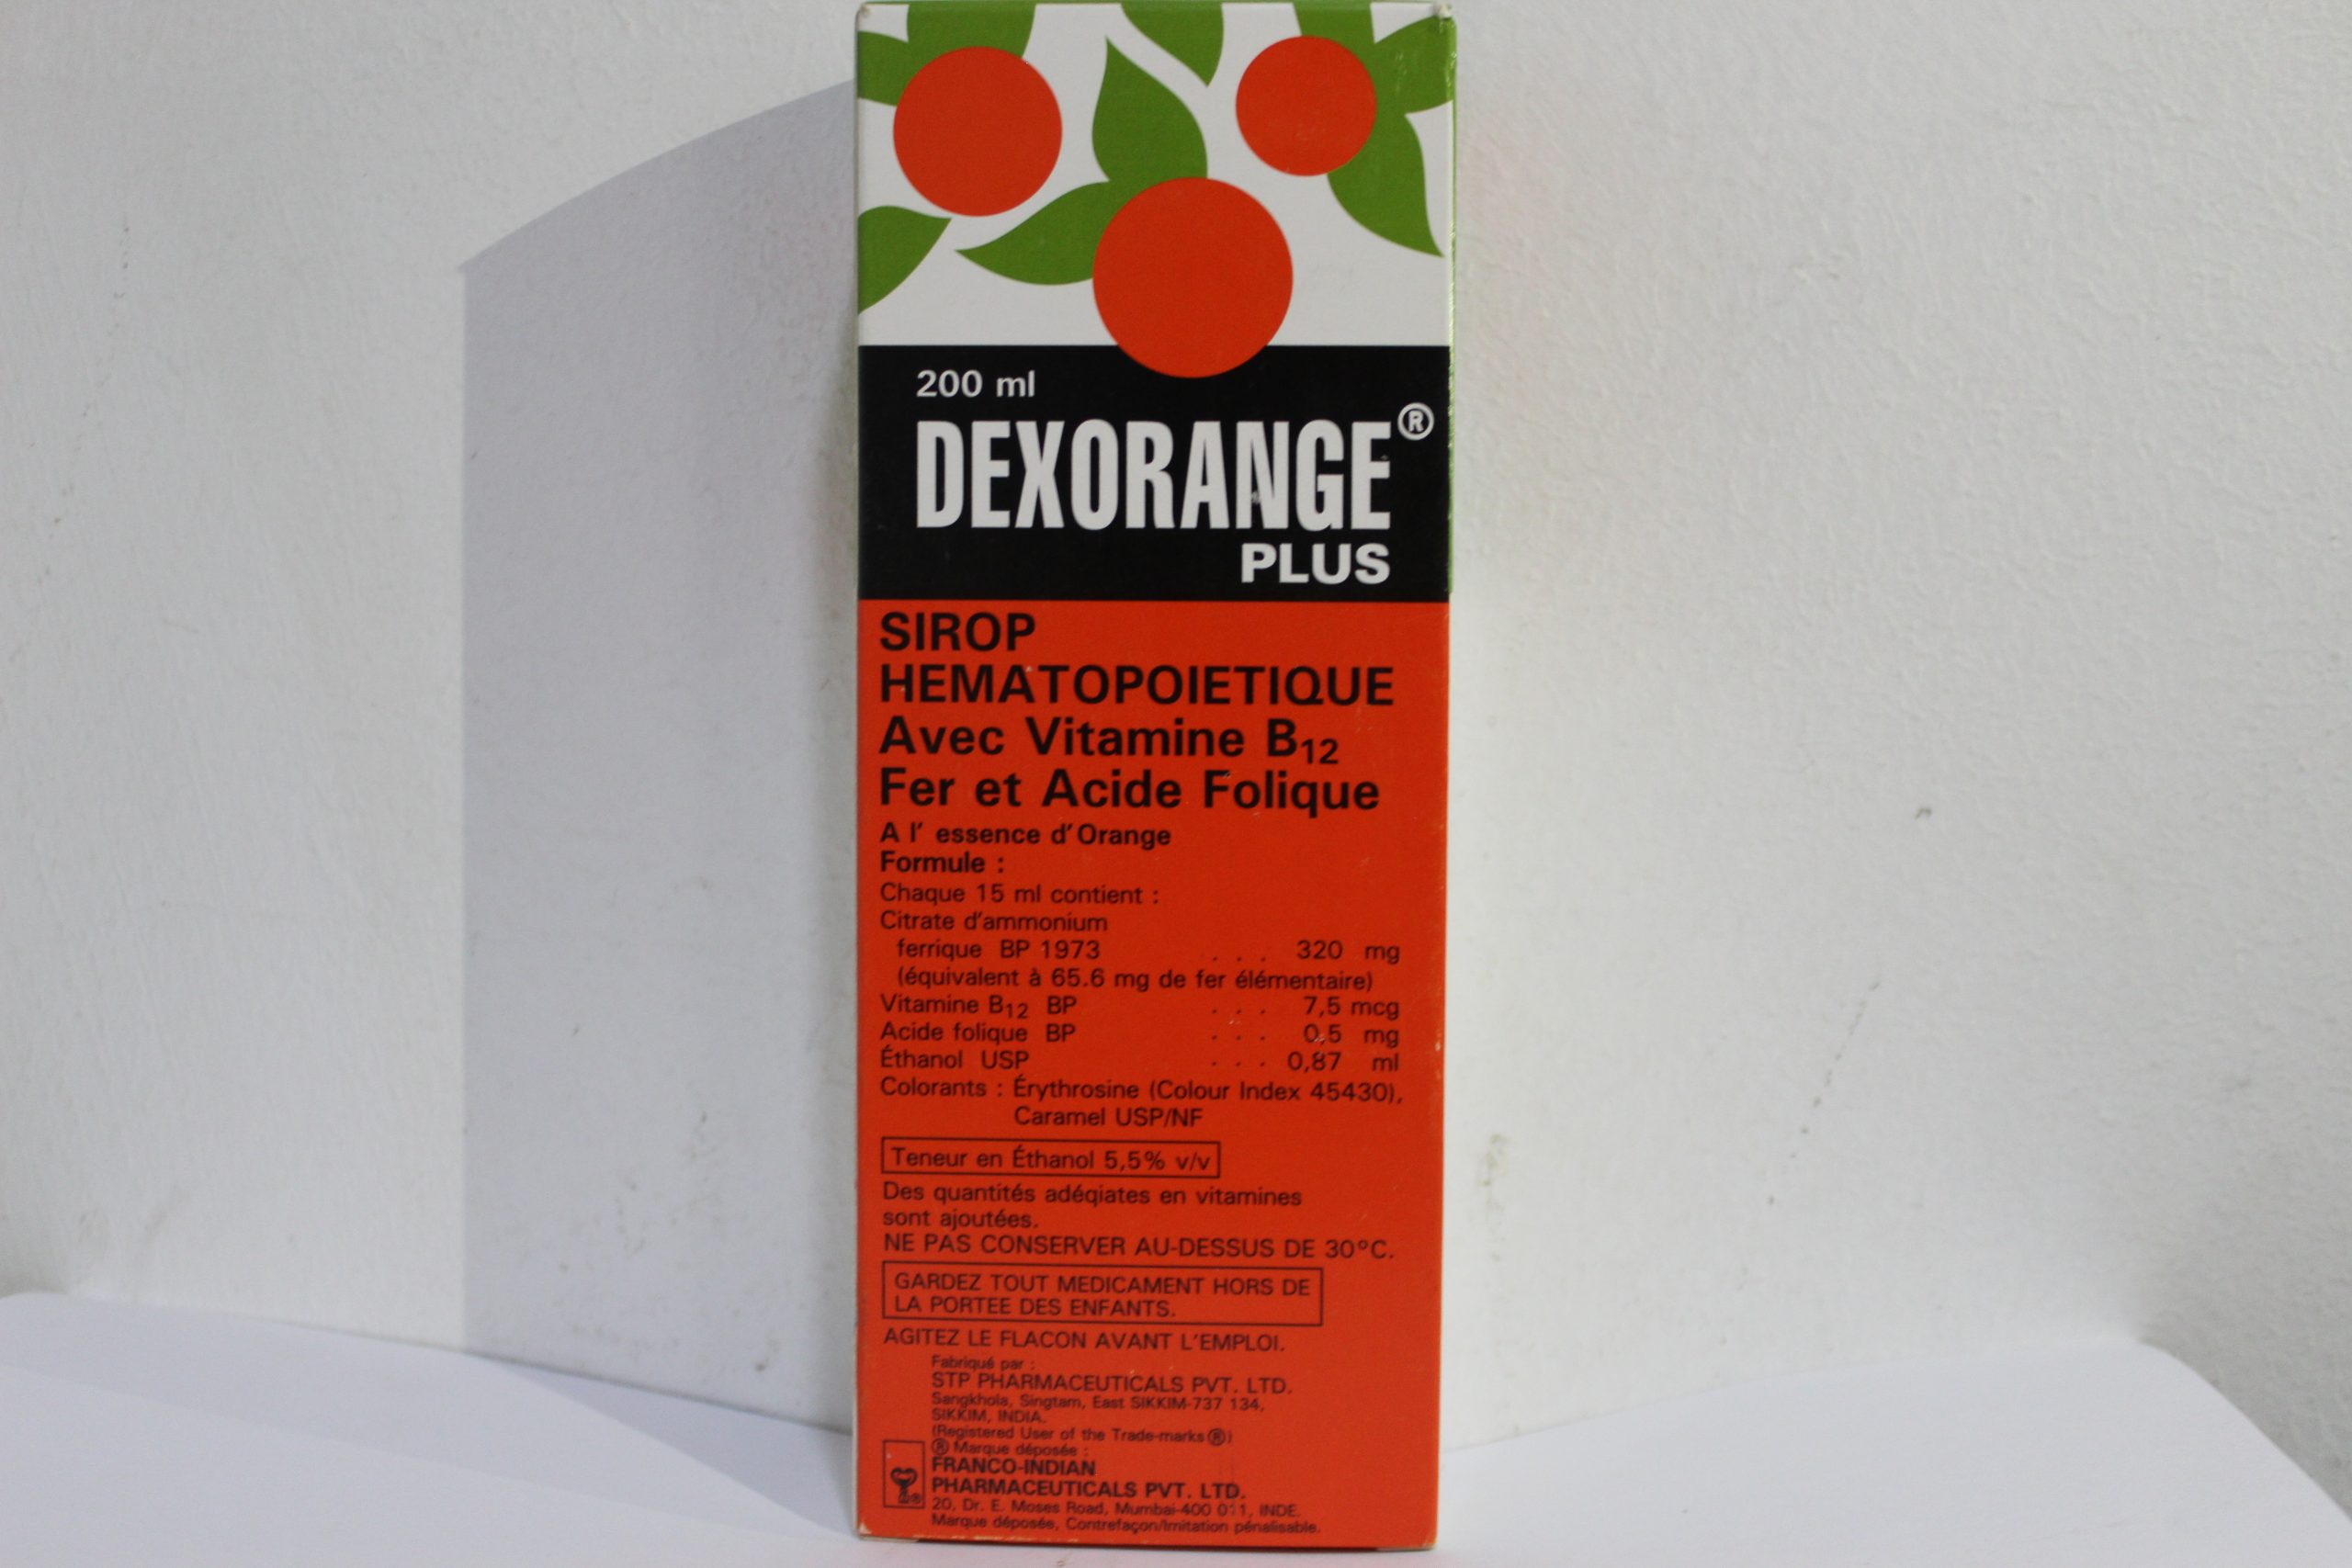 200 ml
DEXORANGE®
PLUS
SIROP
HEMATOPOIETIQUE
Avec Vitamine B₁₂
Fer et Acide Folique
A l' essence d'Orange
Formule :
Chaque 15 ml contient :
Citrate d'ammonium
ferrique BP 1973 . . . 320 mg
(équivalent à 65.6 mg de fer élémentaire)
Vitamine B₁₂ BP . . . 7,5 mcg
Acide folique BP . . . 0,5 mg
Éthanol USP . . . 0,87 ml
Colorants : Érythrosine (Colour Index 45430),
Caramel USP/NF
Teneur en Éthanol 5,5% v/v
Des quantités adéqiates en vitamines
sont ajoutées.
NE PAS CONSERVER AU-DESSUS DE 30°C.
GARDEZ TOUT MEDICAMENT HORS DE
LA PORTEE DES ENFANTS.
AGITEZ LE FLACON AVANT L'EMPLOI.
Fabriqué par :
STP PHARMACEUTICALS PVT. LTD.
Sangkhola, Singtam, East SIKKIM-737 134,
SIKKIM, INDIA.
(Registered User of the Trade-marks ®)
® Marque déposée :
FRANCO-INDIAN
PHARMACEUTICALS PVT. LTD.
20, Dr. E. Moses Road, Mumbai-400 011, INDE.
Marque déposée, Contrefaçon/Imitation pénalisable.